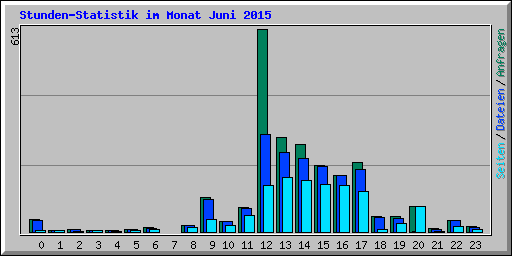 Stunden-Statistik im Monat Juni 2015
613
Seiten/Dateien/Anfragen
0 1 2 3 4 5 6 7 8 9 10 11 12 13 14 15 16 17 18 19 20 21 22 23